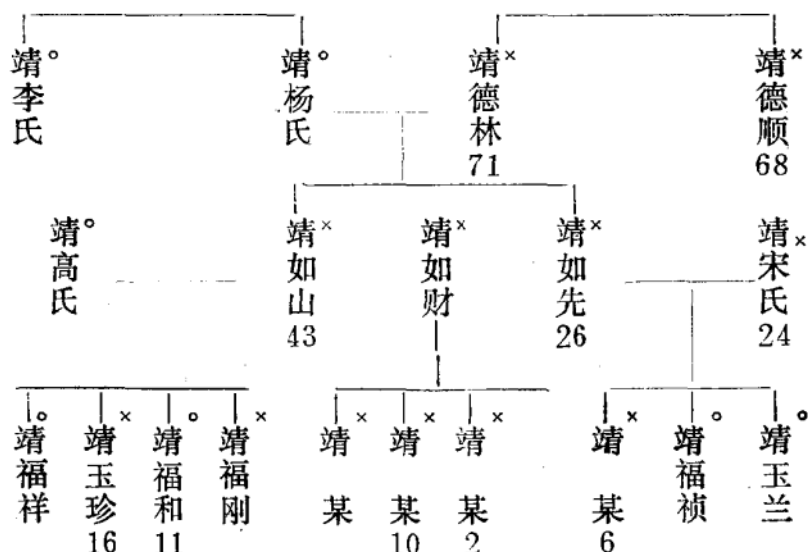 靖李氏° 靖杨氏° 靖德林×71 靖德顺×68
靖高氏° 靖如山×43 靖如财× 靖如先×26 靖宋氏×24
靖福祥° 靖玉珍×16 靖福和°11 靖福刚× 靖某× 靖某×10 靖某×2 靖某×6 靖福祯° 靖玉兰°